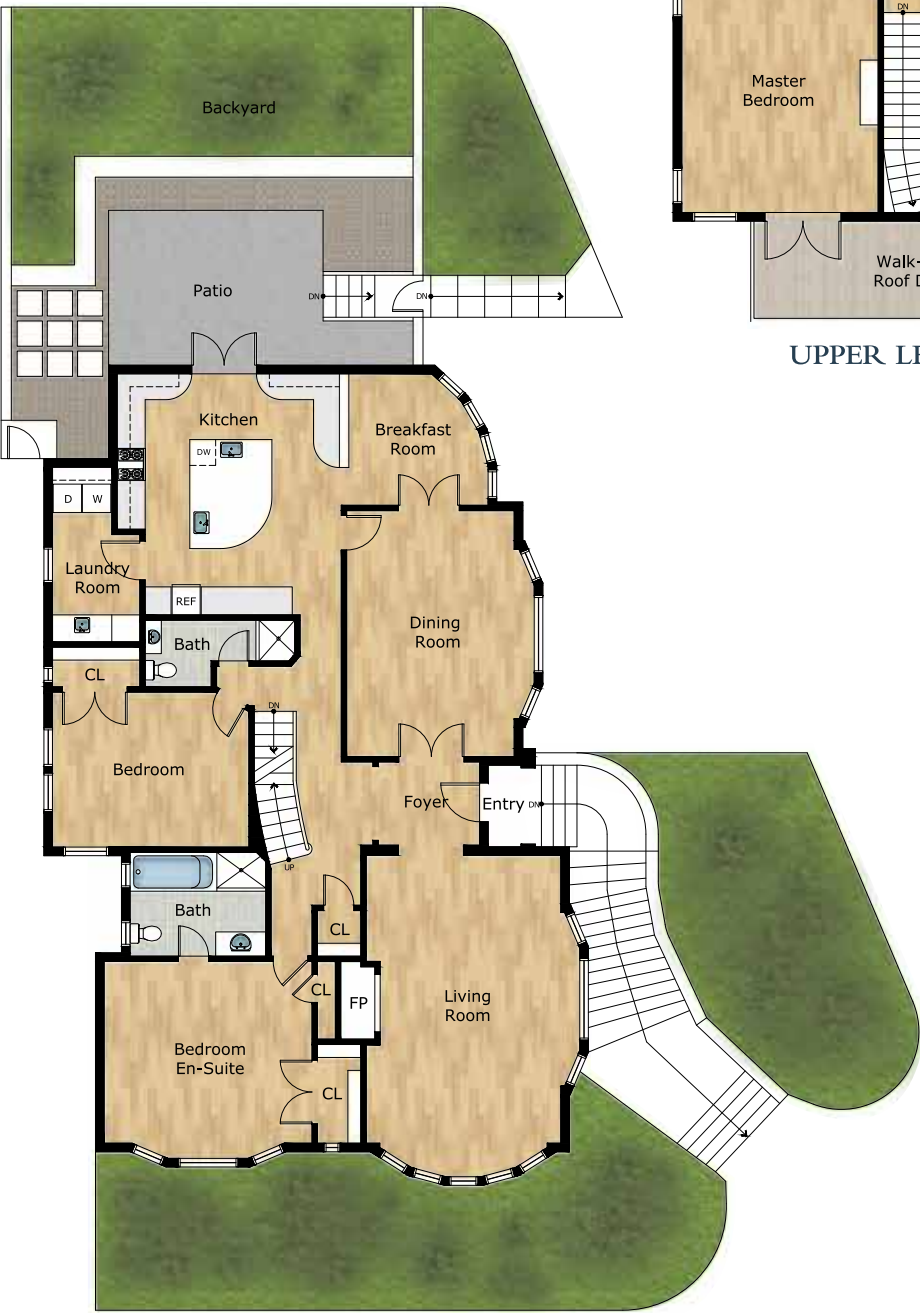 Backyard
Patio
DN
DN
Kitchen
DW
Breakfast
Room
D
W
Laundry
Room
REF
Bath
Dining
Room
CL
DN
Bedroom
Foyer
Entry
DN
UP
Bath
CL
CL
FP
Living
Room
Bedroom
En-Suite
CL
DN
Master
Bedroom
Walk-
Roof D
UPPER LE